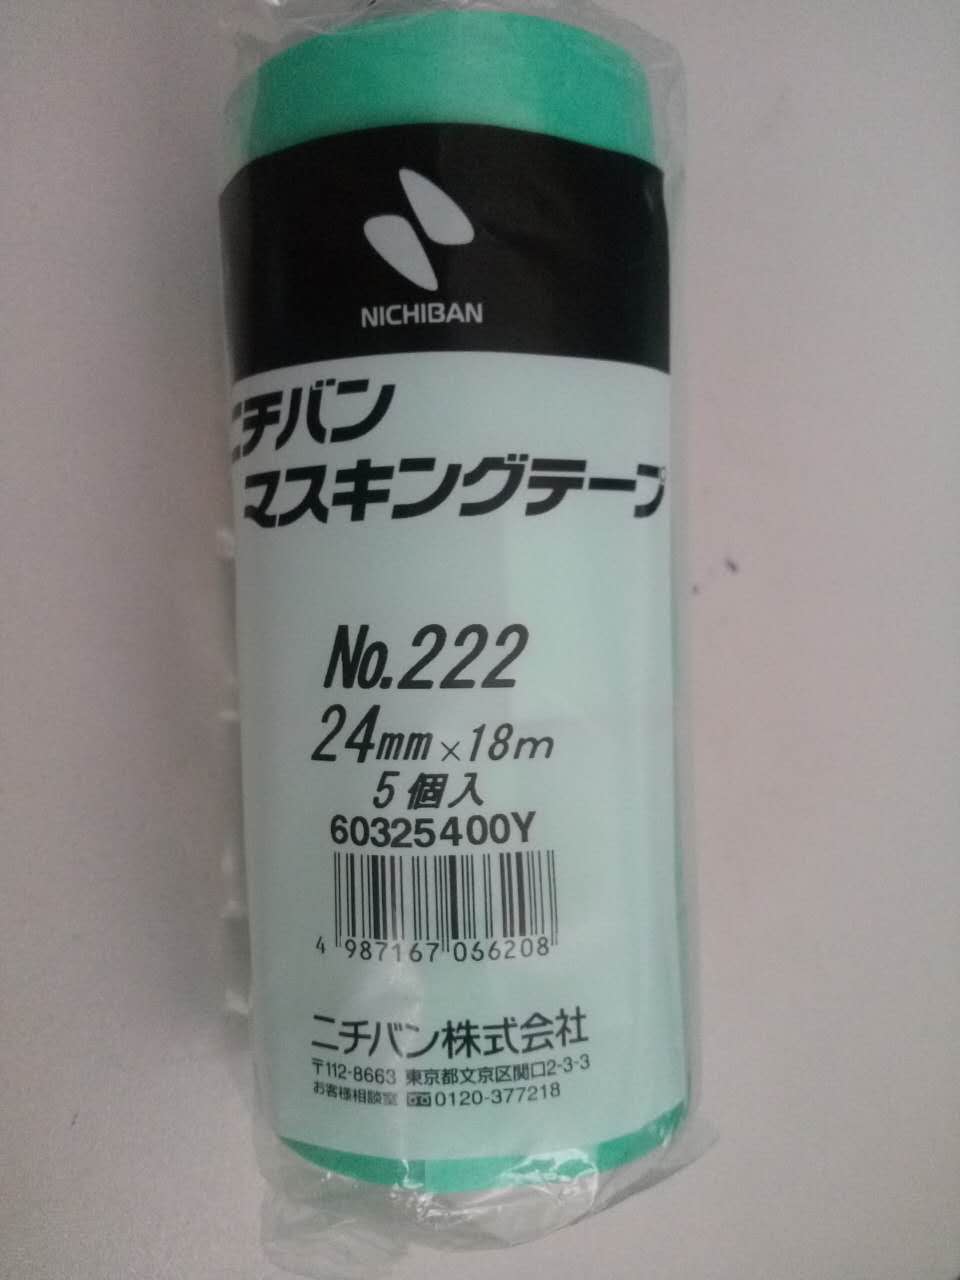 NICHIBAN
ニチバン
マスキングテープ
No.222
24mm×18m
5個入
60325400Y
4 987167 066208
ニチバン株式会社
〒112-8663 東京都文京区関口2-3-3
お客様相談室 0120-377218